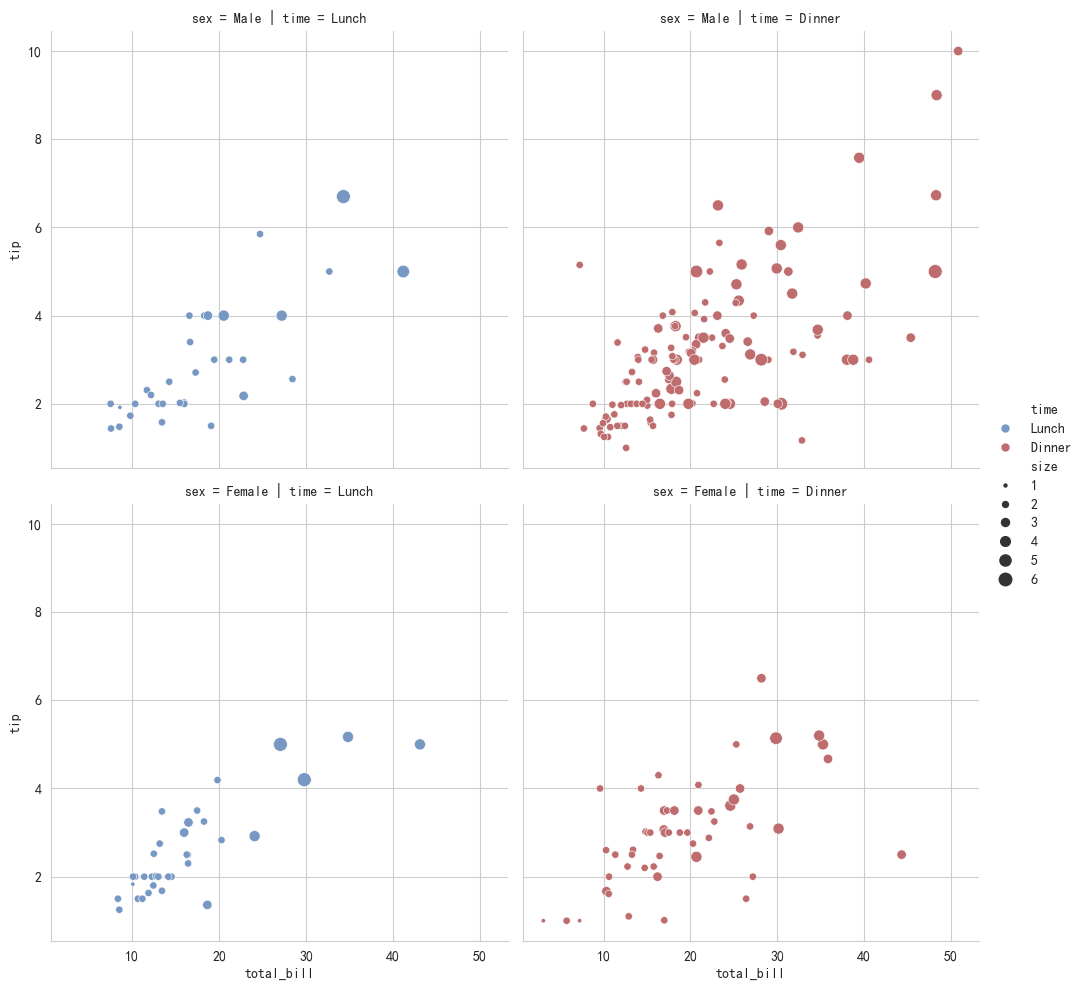 sex = Male | time = Lunch
sex = Male | time = Dinner
10
8
6
4
2
tip
sex = Female | time = Lunch
sex = Female | time = Dinner
10
8
6
4
2
tip
10 20 30 40 50
total_bill
10 20 30 40 50
total_bill
time
Lunch
Dinner
size
1
2
3
4
5
6